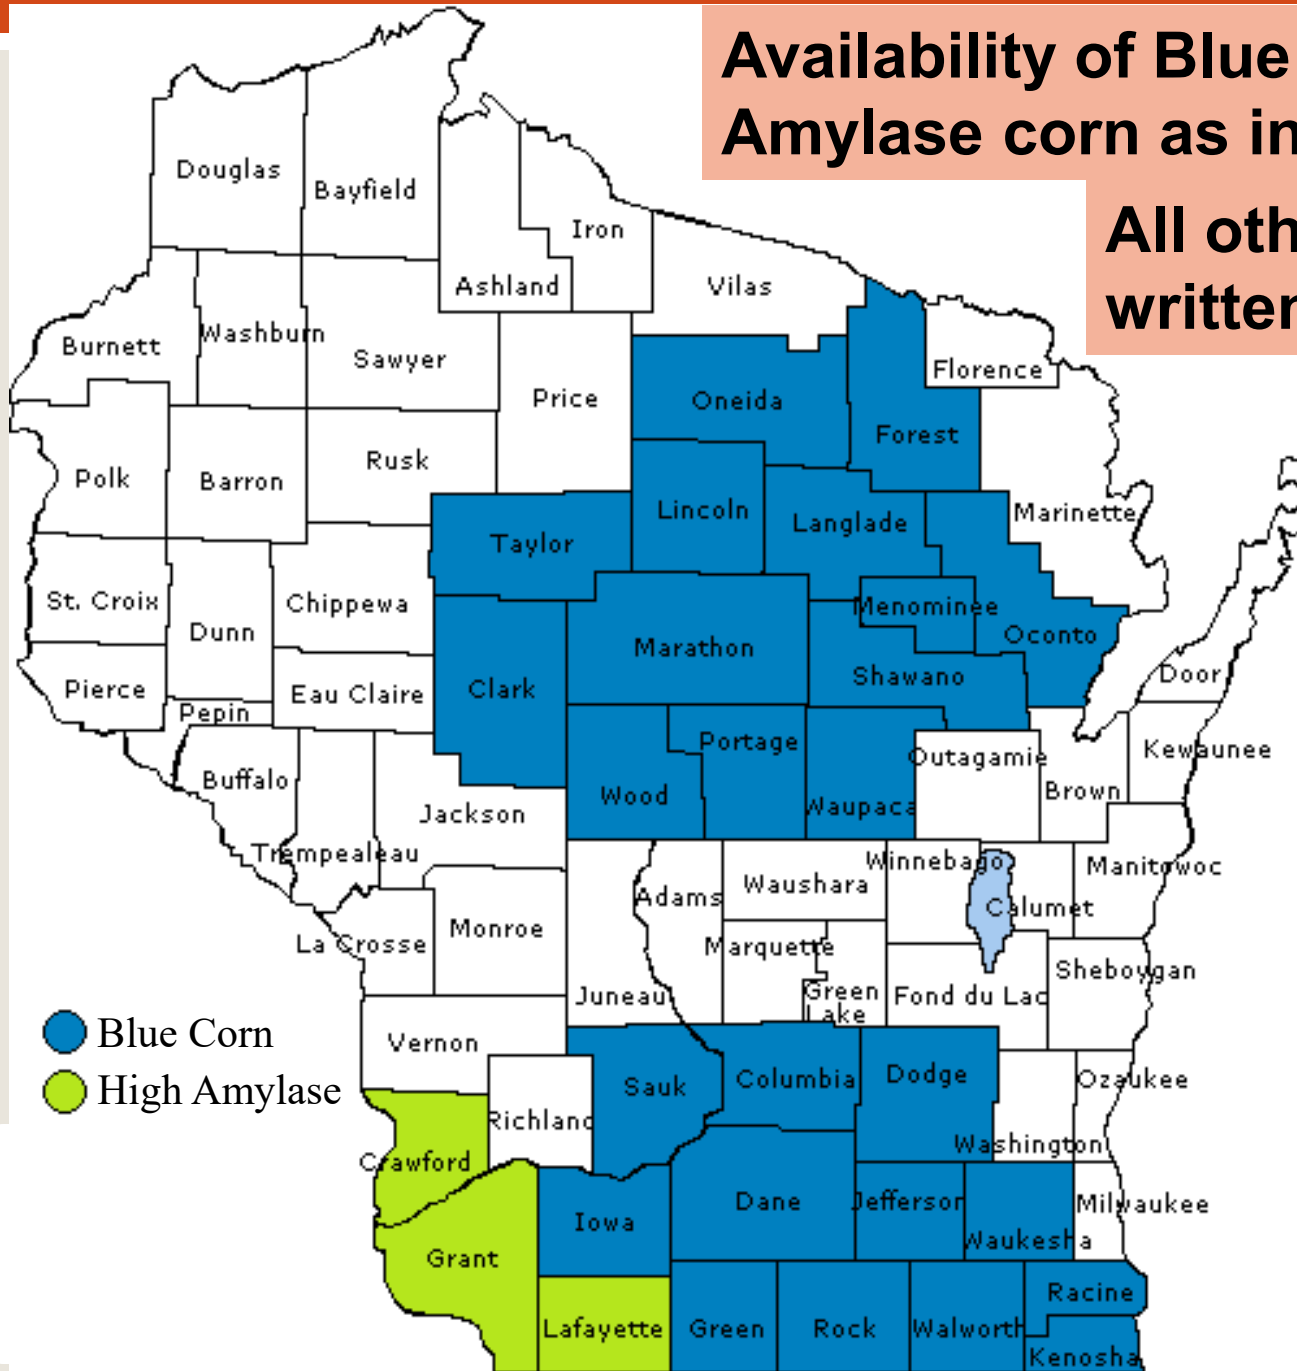 Availability of Blue
Amylase corn as in
All oth
written
Douglas
Bayfield
Iron
Ashland
Vilas
Burnett
Washburn
Sawyer
Florence
Price
Oneida
Forest
Polk
Barron
Rusk
Lincoln
Langlade
Marinette
Taylor
St. Croix
Chippewa
Menominee
Dunn
Oconto
Marathon
Pierce
Eau Claire
Clark
Shawano
Door
Pepin
Portage
Kewaunee
Outagamie
Buffalo
Brown
Wood
Waupaca
Jackson
Trempealeau
Winnebago
Manitowoc
Waushara
Adams
Calumet
La Crosse
Monroe
Marquette
Sheboygan
Juneau
Green
Lake
Fond du Lac
Blue Corn
Vernon
High Amylase
Sauk
Columbia
Dodge
Ozaukee
Richland
Washington
Crawford
Dane
Jefferson
Milwaukee
Iowa
Waukesha
Grant
Racine
Lafayette
Green
Rock
Walworth
Kenosha